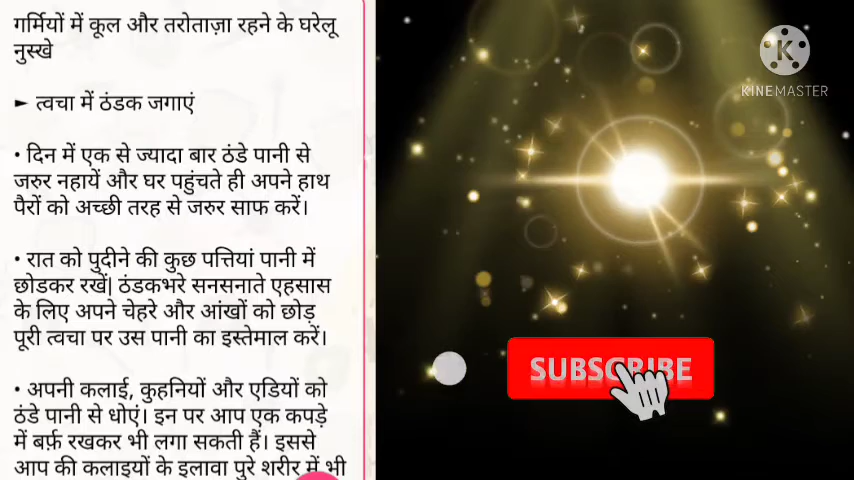 गर्मियों में कूल और तरोताज़ा रहने के घरेलू
नुस्खे
► त्वचा में ठंडक जगाएं
• दिन में एक से ज्यादा बार ठंडे पानी से
जरुर नहायें और घर पहुंचते ही अपने हाथ
पैरों को अच्छी तरह से जरुर साफ करें।
• रात को पुदीने की कुछ पत्तियां पानी में
छोडकर रखें| ठंडकभरे सनसनाते एहसास
के लिए अपने चेहरे और आंखों को छोड़
पूरी त्वचा पर उस पानी का इस्तेमाल करें।
• अपनी कलाई, कुहनियों और एडियों को
ठंडे पानी से धोएं। इन पर आप एक कपड़े
में बर्फ़ रखकर भी लगा सकती हैं। इससे
आप की कलाइयों के इलावा पुरे शरीर में भी
K
KINEMASTER
SUBSCRIBE